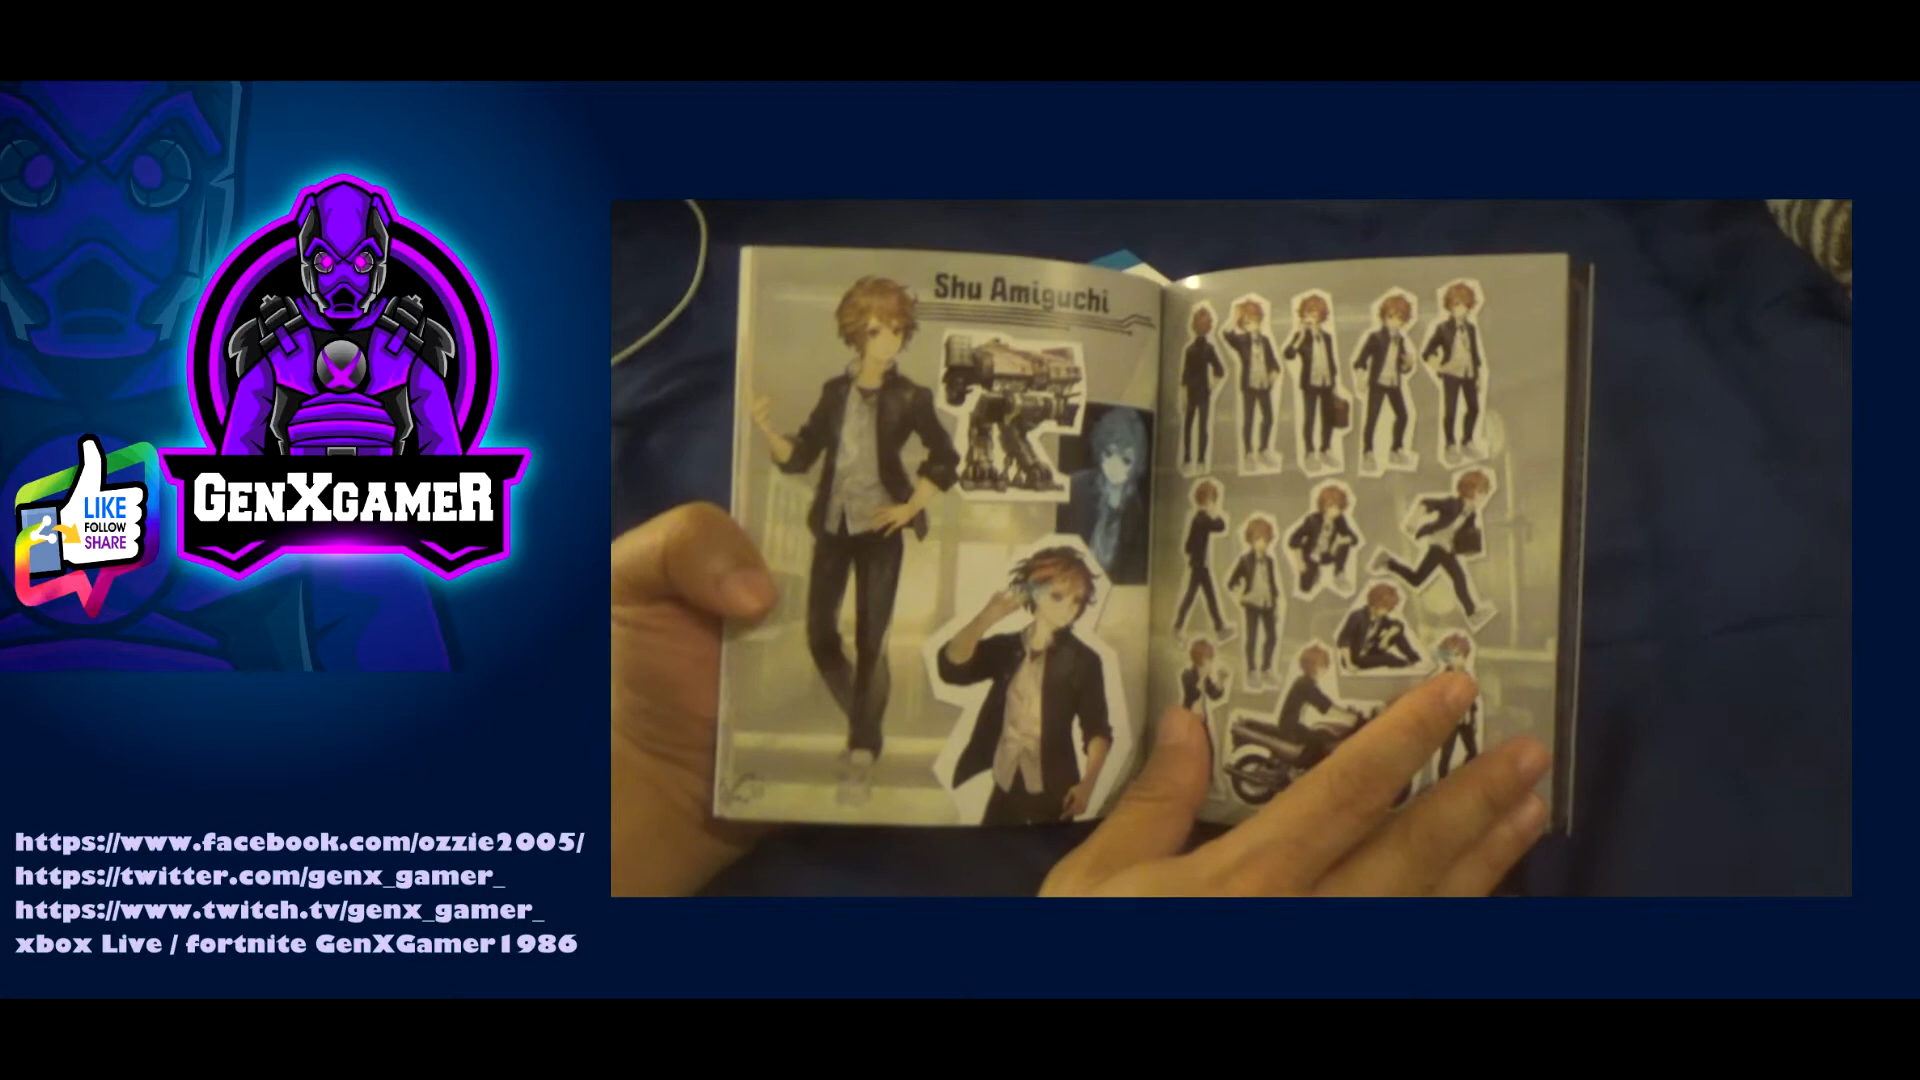 GENXGAMER
LIKE
FOLLOW
SHARE
Shu Amiguchi
https://www.facebook.com/ozzie2005/
https://twitter.com/genx_gamer_
https://www.twitch.tv/genx_gamer_
xbox Live / fortnite GenXGamer1986